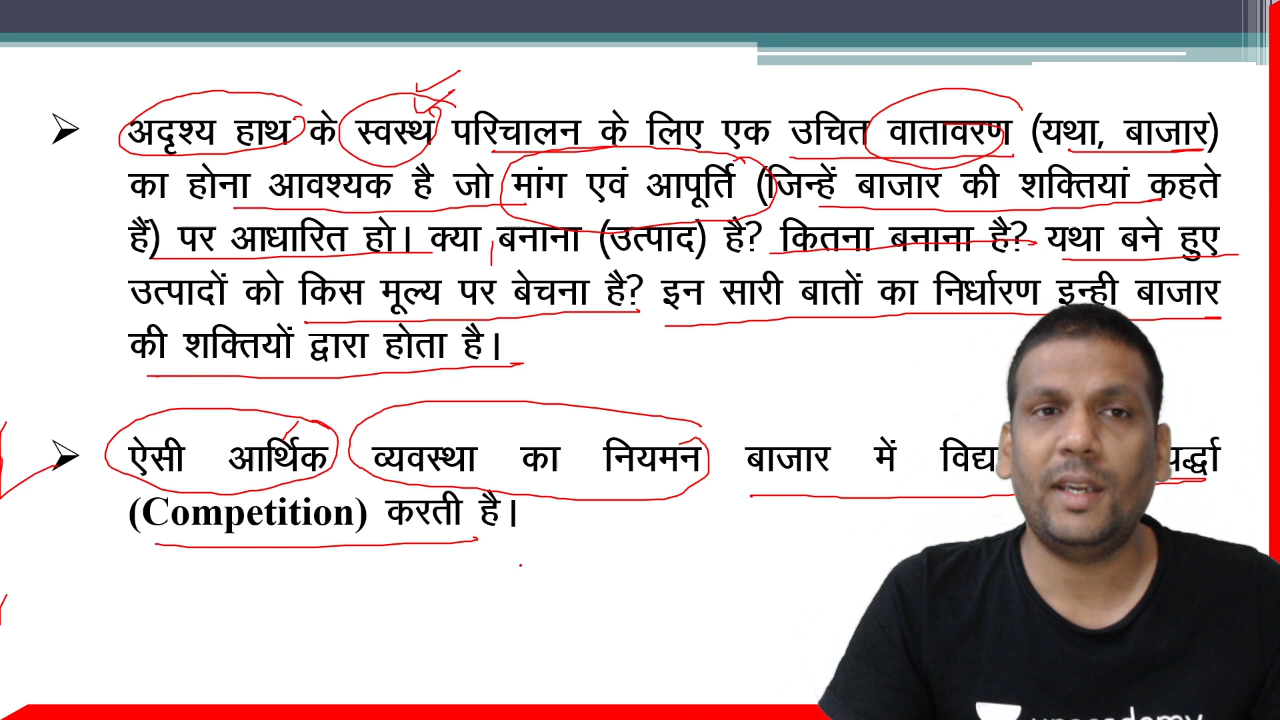 अदृश्य हाथ के स्वस्थ परिचालन के लिए एक उचित वातावरण (यथा, बाजार)
का होना आवश्यक है जो मांग एवं आपूर्ति (जिन्हें बाजार की शक्तियां कहते
हैं) पर आधारित हो। क्या बनाना (उत्पाद) है? कितना बनाना है? यथा बने हुए
उत्पादों को किस मूल्य पर बेचना है? इन सारी बातों का निर्धारण इन्ही बाजार
की शक्तियों द्वारा होता है।
ऐसी आर्थिक व्यवस्था का नियमन बाजार में
(Competition) करती है।